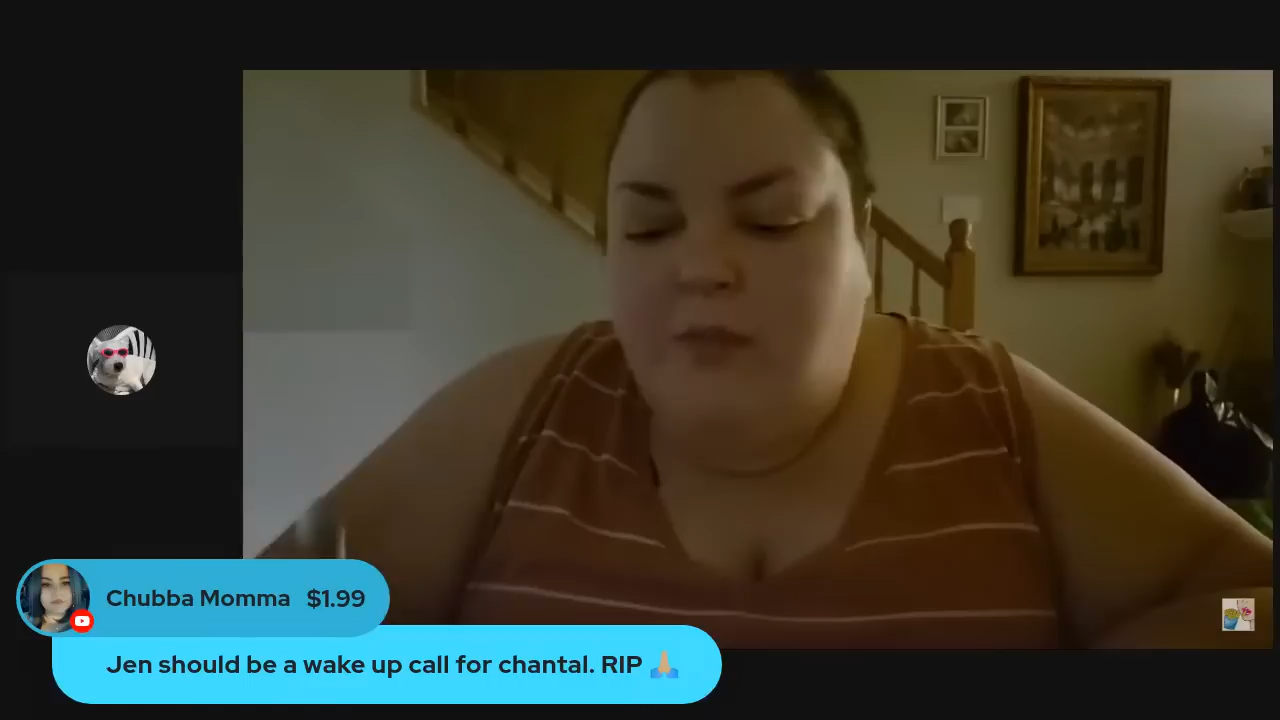 Chubba Momma $1.99
Jen should be a wake up call for chantal. RIP 🙏🏼